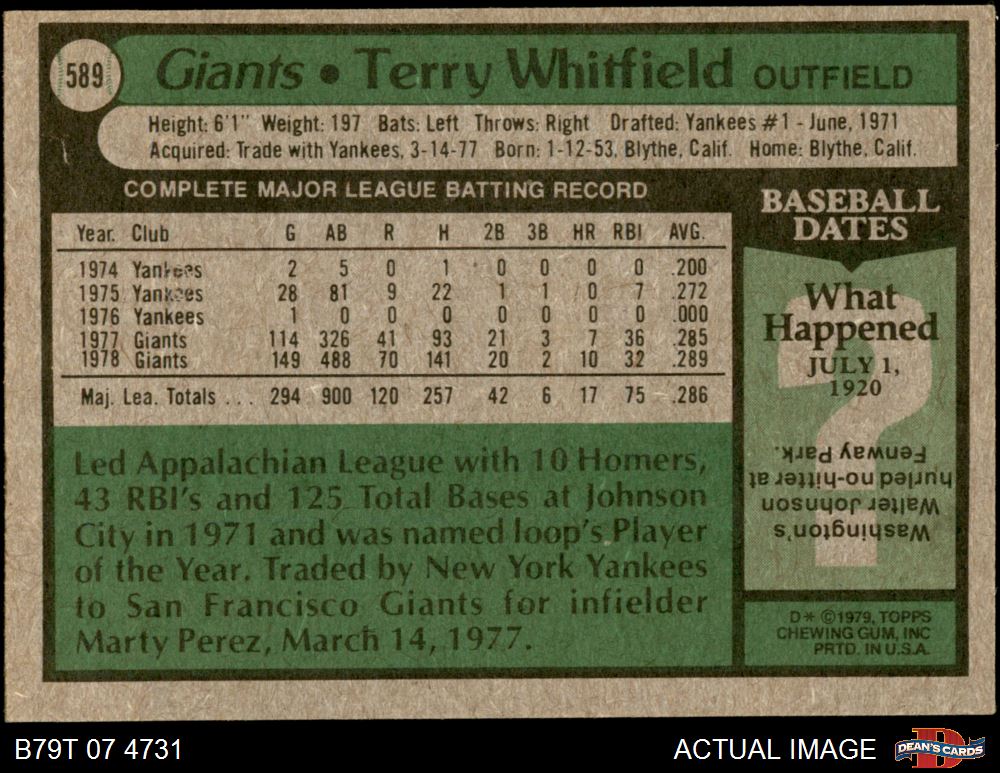 589
Giants • Terry Whitfield OUTFIELD
Height: 6'1" Weight: 197 Bats: Left Throws: Right Drafted: Yankees #1 - June, 1971
Acquired: Trade with Yankees, 3-14-77 Born: 1-12-53, Blythe, Calif. Home: Blythe, Calif.
COMPLETE MAJOR LEAGUE BATTING RECORD
Year. Club G AB R H 2B 3B HR RBI AVG.
1974 Yankees 2 5 0 1 0 0 0 0 .200
1975 Yankees 28 81 9 22 1 1 0 7 .272
1976 Yankees 1 0 0 0 0 0 0 0 .000
1977 Giants 114 326 41 93 21 3 7 36 .285
1978 Giants 149 488 70 141 20 2 10 32 .289
Maj. Lea. Totals . . . 294 900 120 257 42 6 17 75 .286
Led Appalachian League with 10 Homers,
43 RBI's and 125 Total Bases at Johnson
City in 1971 and was named loop's Player
of the Year. Traded by New York Yankees
to San Francisco Giants for infielder
Marty Perez, March 14, 1977.
BASEBALL
DATES
What
Happened
JULY 1,
1920
?
Washington's
Walter Johnson
hurled no-hitter at
Fenway Park.
D* ©1979, TOPPS
CHEWING GUM, INC
PRTD. IN U.S.A.
B79T 07 4731
ACTUAL IMAGE
D
DEAN'S CARDS